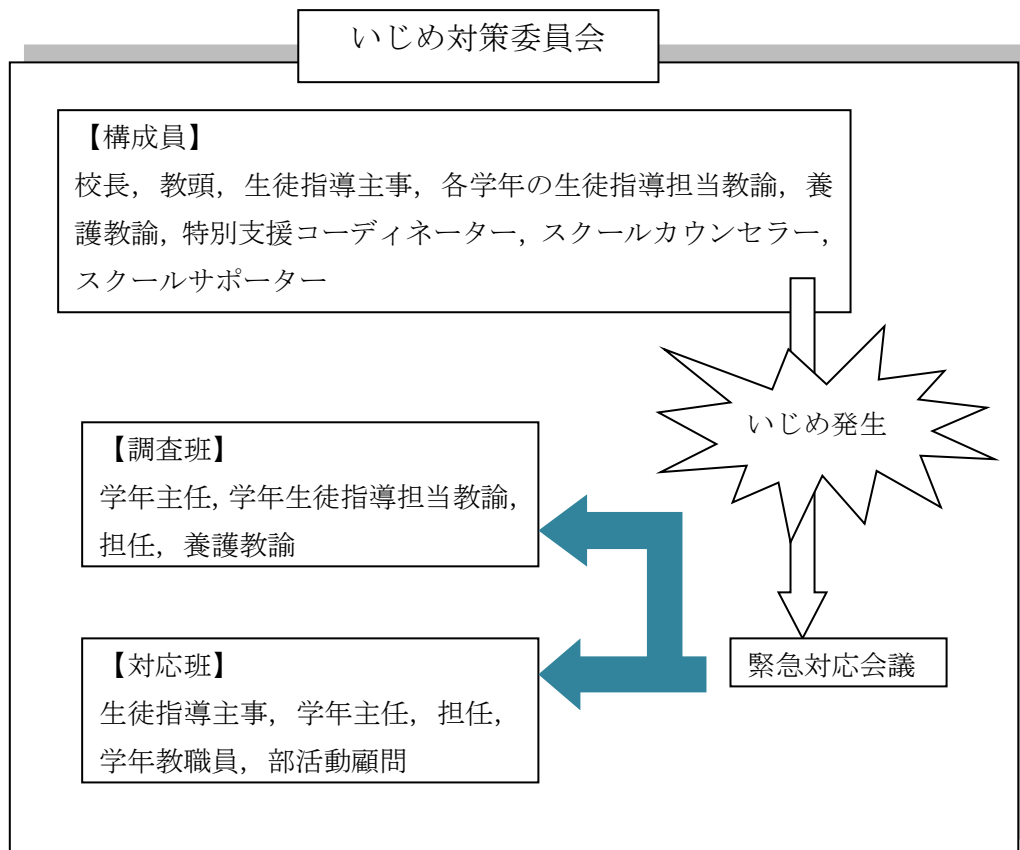 いじめ対策委員会
【構成員】
校長，教頭，生徒指導主事，各学年の生徒指導担当教諭，養
護教諭，特別支援コーディネーター，スクールカウンセラー，
スクールサポーター
いじめ発生
【調査班】
学年主任，学年生徒指導担当教諭，
担任，養護教諭
緊急対応会議
【対応班】
生徒指導主事，学年主任，担任，
学年教職員，部活動顧問